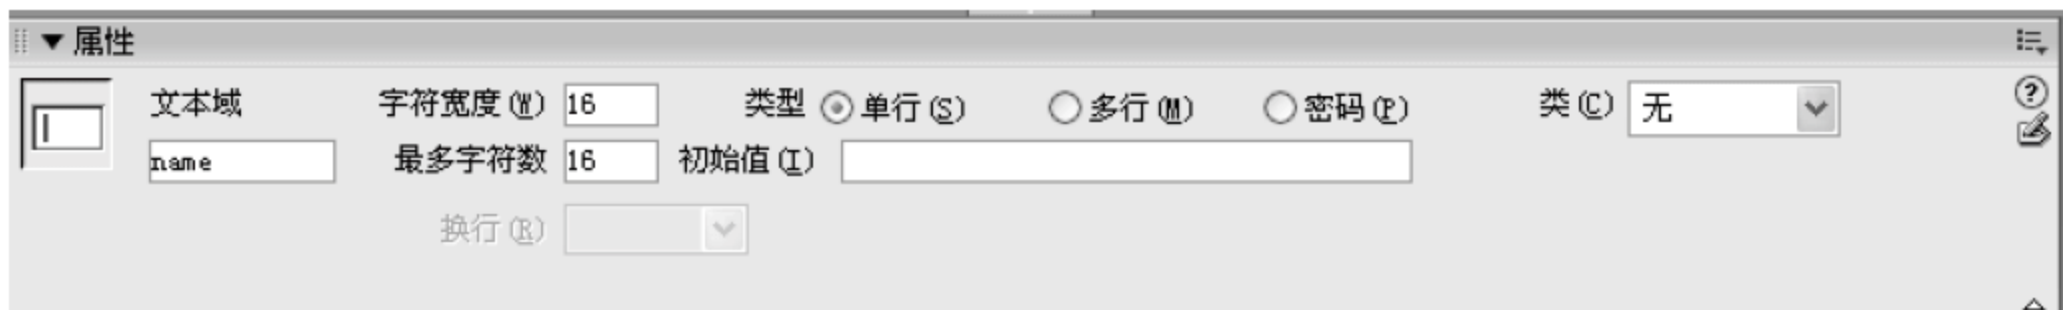 属性
文本域 字符宽度(W) 16 类型 单行(S) 多行(M) 密码(P) 类(C) 无
name 最多字符数 16 初始值(I)
换行(R)